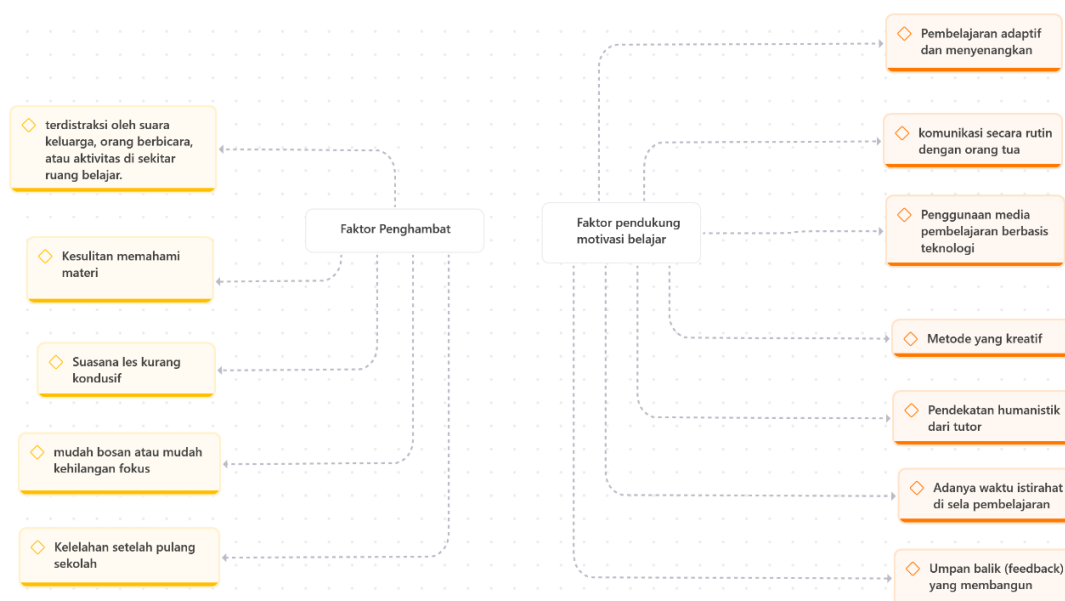 Faktor Penghambat
terdistraksi oleh suara
keluarga, orang berbicara,
atau aktivitas di sekitar
ruang belajar.
Kesulitan memahami
materi
Suasana les kurang
kondusif
mudah bosan atau mudah
kehilangan fokus
Kelelahan setelah pulang
sekolah
Faktor pendukung
motivasi belajar
Pembelajaran adaptif
dan menyenangkan
komunikasi secara rutin
dengan orang tua
Penggunaan media
pembelajaran berbasis
teknologi
Metode yang kreatif
Pendekatan humanistik
dari tutor
Adanya waktu istirahat
di sela pembelajaran
Umpan balik (feedback)
yang membangun